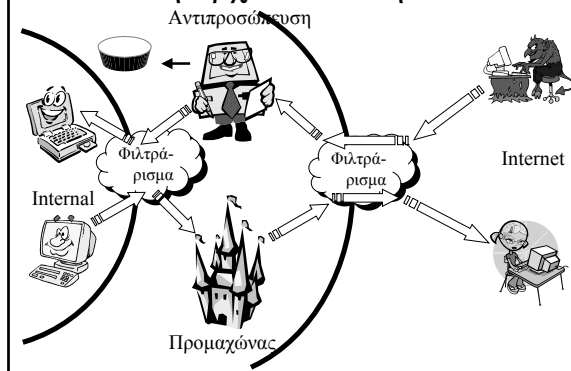 Αντιπροσώπευση
Φιλτρά-
ρισμα
Φιλτρά-
ρισμα
Internet
Internal
Προμαχώνας